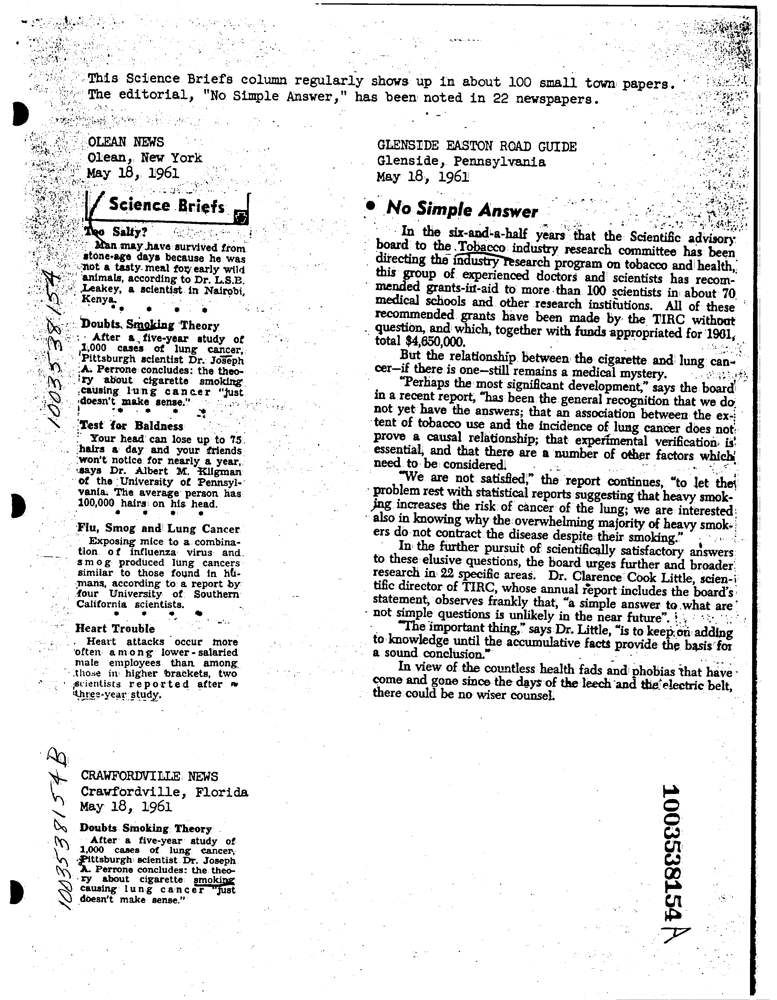 This Science Briefs column regularly shows up in about 100 small town papers.
The editorial, "No Simple Answer," has been noted in 22 newspapers.
OLEAN NEWS
Olean, New York
May 18, 1961
Science Briefs
Too Salty?
Man may have survived from
stone-age days because he was
not a tasty meal for early wild
animals, according to Dr. L.S.B.
Leakey, a scientist in Nairobi,
Kenya.
* * *
Doubts Smoking Theory
After a five-year study of
1,000 cases of lung cancer,
Pittsburgh scientist Dr. Joseph
A. Perrone concludes: the theo-
ry about cigarette smoking
causing lung cancer "just
doesn't make sense."
* * *
Test for Baldness
Your head can lose up to 75
hairs a day and your friends
won't notice for nearly a year,
says Dr. Albert M. Kligman
of the University of Pennsyl-
vania. The average person has
100,000 hairs on his head.
* * *
Flu, Smog and Lung Cancer
Exposing mice to a combina-
tion of influenza virus and
smog produced lung cancers
similar to those found in hu-
mans, according to a report by
four University of Southern
California scientists.
* * *
Heart Trouble
Heart attacks occur more
often among lower-salaried
male employees than among
those in higher brackets, two
scientists reported after a
three-year study.
1003538154
GLENSIDE EASTON ROAD GUIDE
Glenside, Pennsylvania
May 18, 1961
• No Simple Answer
In the six-and-a-half years that the Scientific advisory
board to the Tobacco industry research committee has been
directing the industry research program on tobacco and health,
this group of experienced doctors and scientists has recom-
mended grants-in-aid to more than 100 scientists in about 70
medical schools and other research institutions. All of these
recommended grants have been made by the TIRC without
question, and which, together with funds appropriated for 1961,
total $4,650,000.
But the relationship between the cigarette and lung can-
cer—if there is one—still remains a medical mystery.
"Perhaps the most significant development," says the board
in a recent report, "has been the general recognition that we do
not yet have the answers; that an association between the ex-
tent of tobacco use and the incidence of lung cancer does not
prove a causal relationship; that experimental verification is
essential, and that there are a number of other factors which
need to be considered.
"We are not satisfied," the report continues, "to let the
problem rest with statistical reports suggesting that heavy smok-
ing increases the risk of cancer of the lung; we are interested
also in knowing why the overwhelming majority of heavy smok-
ers do not contract the disease despite their smoking."
In the further pursuit of scientifically satisfactory answers
to these elusive questions, the board urges further and broader
research in 22 specific areas. Dr. Clarence Cook Little, scien-
tific director of TIRC, whose annual report includes the board's
statement, observes frankly that, "a simple answer to what are
not simple questions is unlikely in the near future".
"The important thing," says Dr. Little, "is to keep on adding
to knowledge until the accumulative facts provide the basis for
a sound conclusion."
In view of the countless health fads and phobias that have
come and gone since the days of the leech and the electric belt,
there could be no wiser counsel.
CRAWFORDVILLE NEWS
Crawfordville, Florida
May 18, 1961
Doubts Smoking Theory
After a five-year study of
1,000 cases of lung cancer,
Pittsburgh scientist Dr. Joseph
A. Perrone concludes: the theo-
ry about cigarette smoking
causing lung cancer "just
doesn't make sense."
1003538154B
1003538154 A